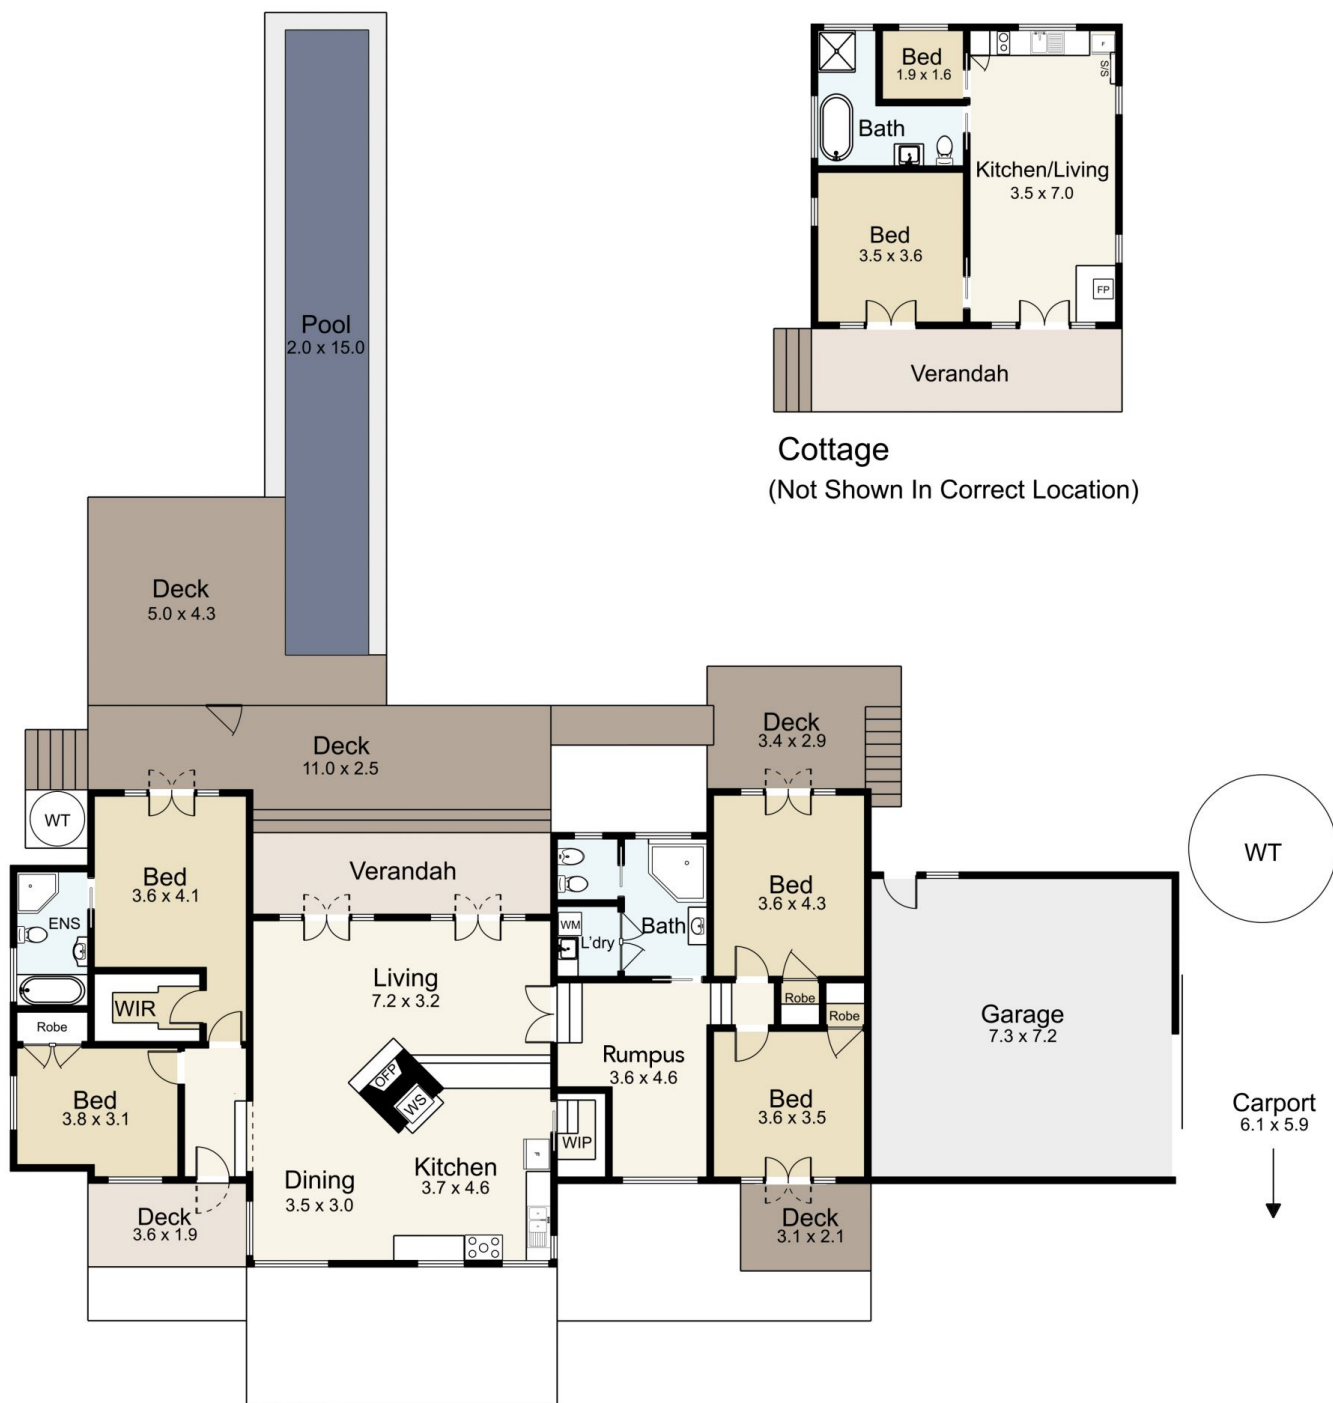 Bed
1.9 x 1.6
F
S/S
Bath
Kitchen/Living
3.5 x 7.0
Bed
3.5 x 3.6
FP
Verandah
Cottage
(Not Shown In Correct Location)
Pool
2.0 x 15.0
Deck
5.0 x 4.3
Deck
11.0 x 2.5
Deck
3.4 x 2.9
WT
WT
Verandah
Bed
3.6 x 4.1
ENS
WIR
Robe
Bed
3.8 x 3.1
Deck
3.6 x 1.9
Living
7.2 x 3.2
OFP
WS
Dining
3.5 x 3.0
Kitchen
3.7 x 4.6
WM
L'dry
Bath
Rumpus
3.6 x 4.6
WIP
Bed
3.6 x 4.3
Robe
Robe
Bed
3.6 x 3.5
Deck
3.1 x 2.1
Garage
7.3 x 7.2
Carport
6.1 x 5.9